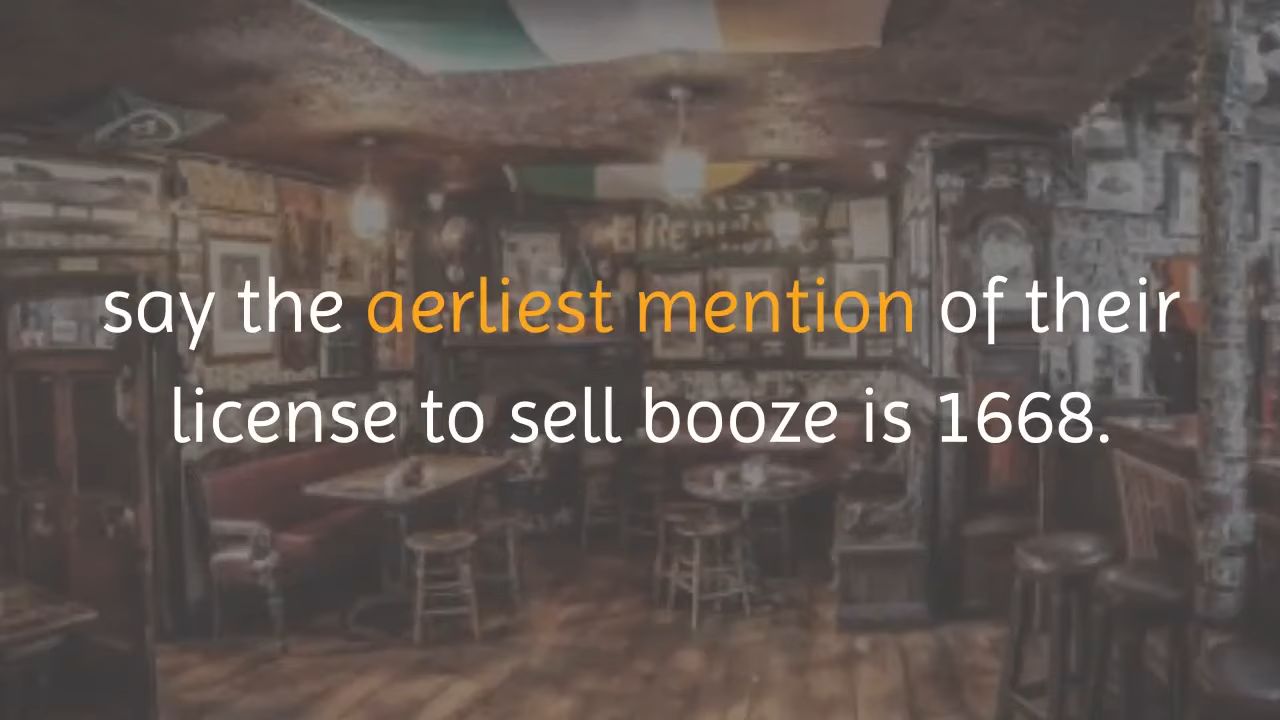 say the aerliest mention of their
license to sell booze is 1668.